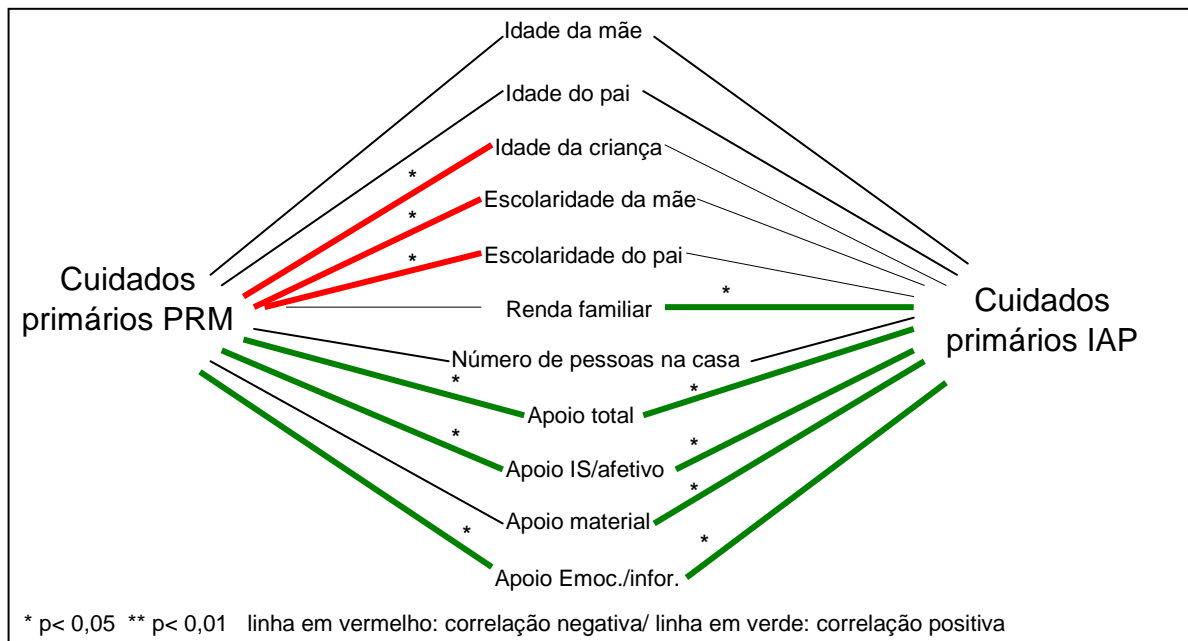 Idade da mãe
Idade do pai
Idade da criança
*
Escolaridade da mãe
*
Escolaridade do pai
*
Cuidados
primários PRM
Renda familiar
*
Cuidados
primários IAP
Número de pessoas na casa
*
*
Apoio total
*
*
Apoio IS/afetivo
*
Apoio material
*
*
Apoio Emoc./infor.
* p< 0,05 ** p< 0,01 linha em vermelho: correlação negativa/ linha em verde: correlação positiva